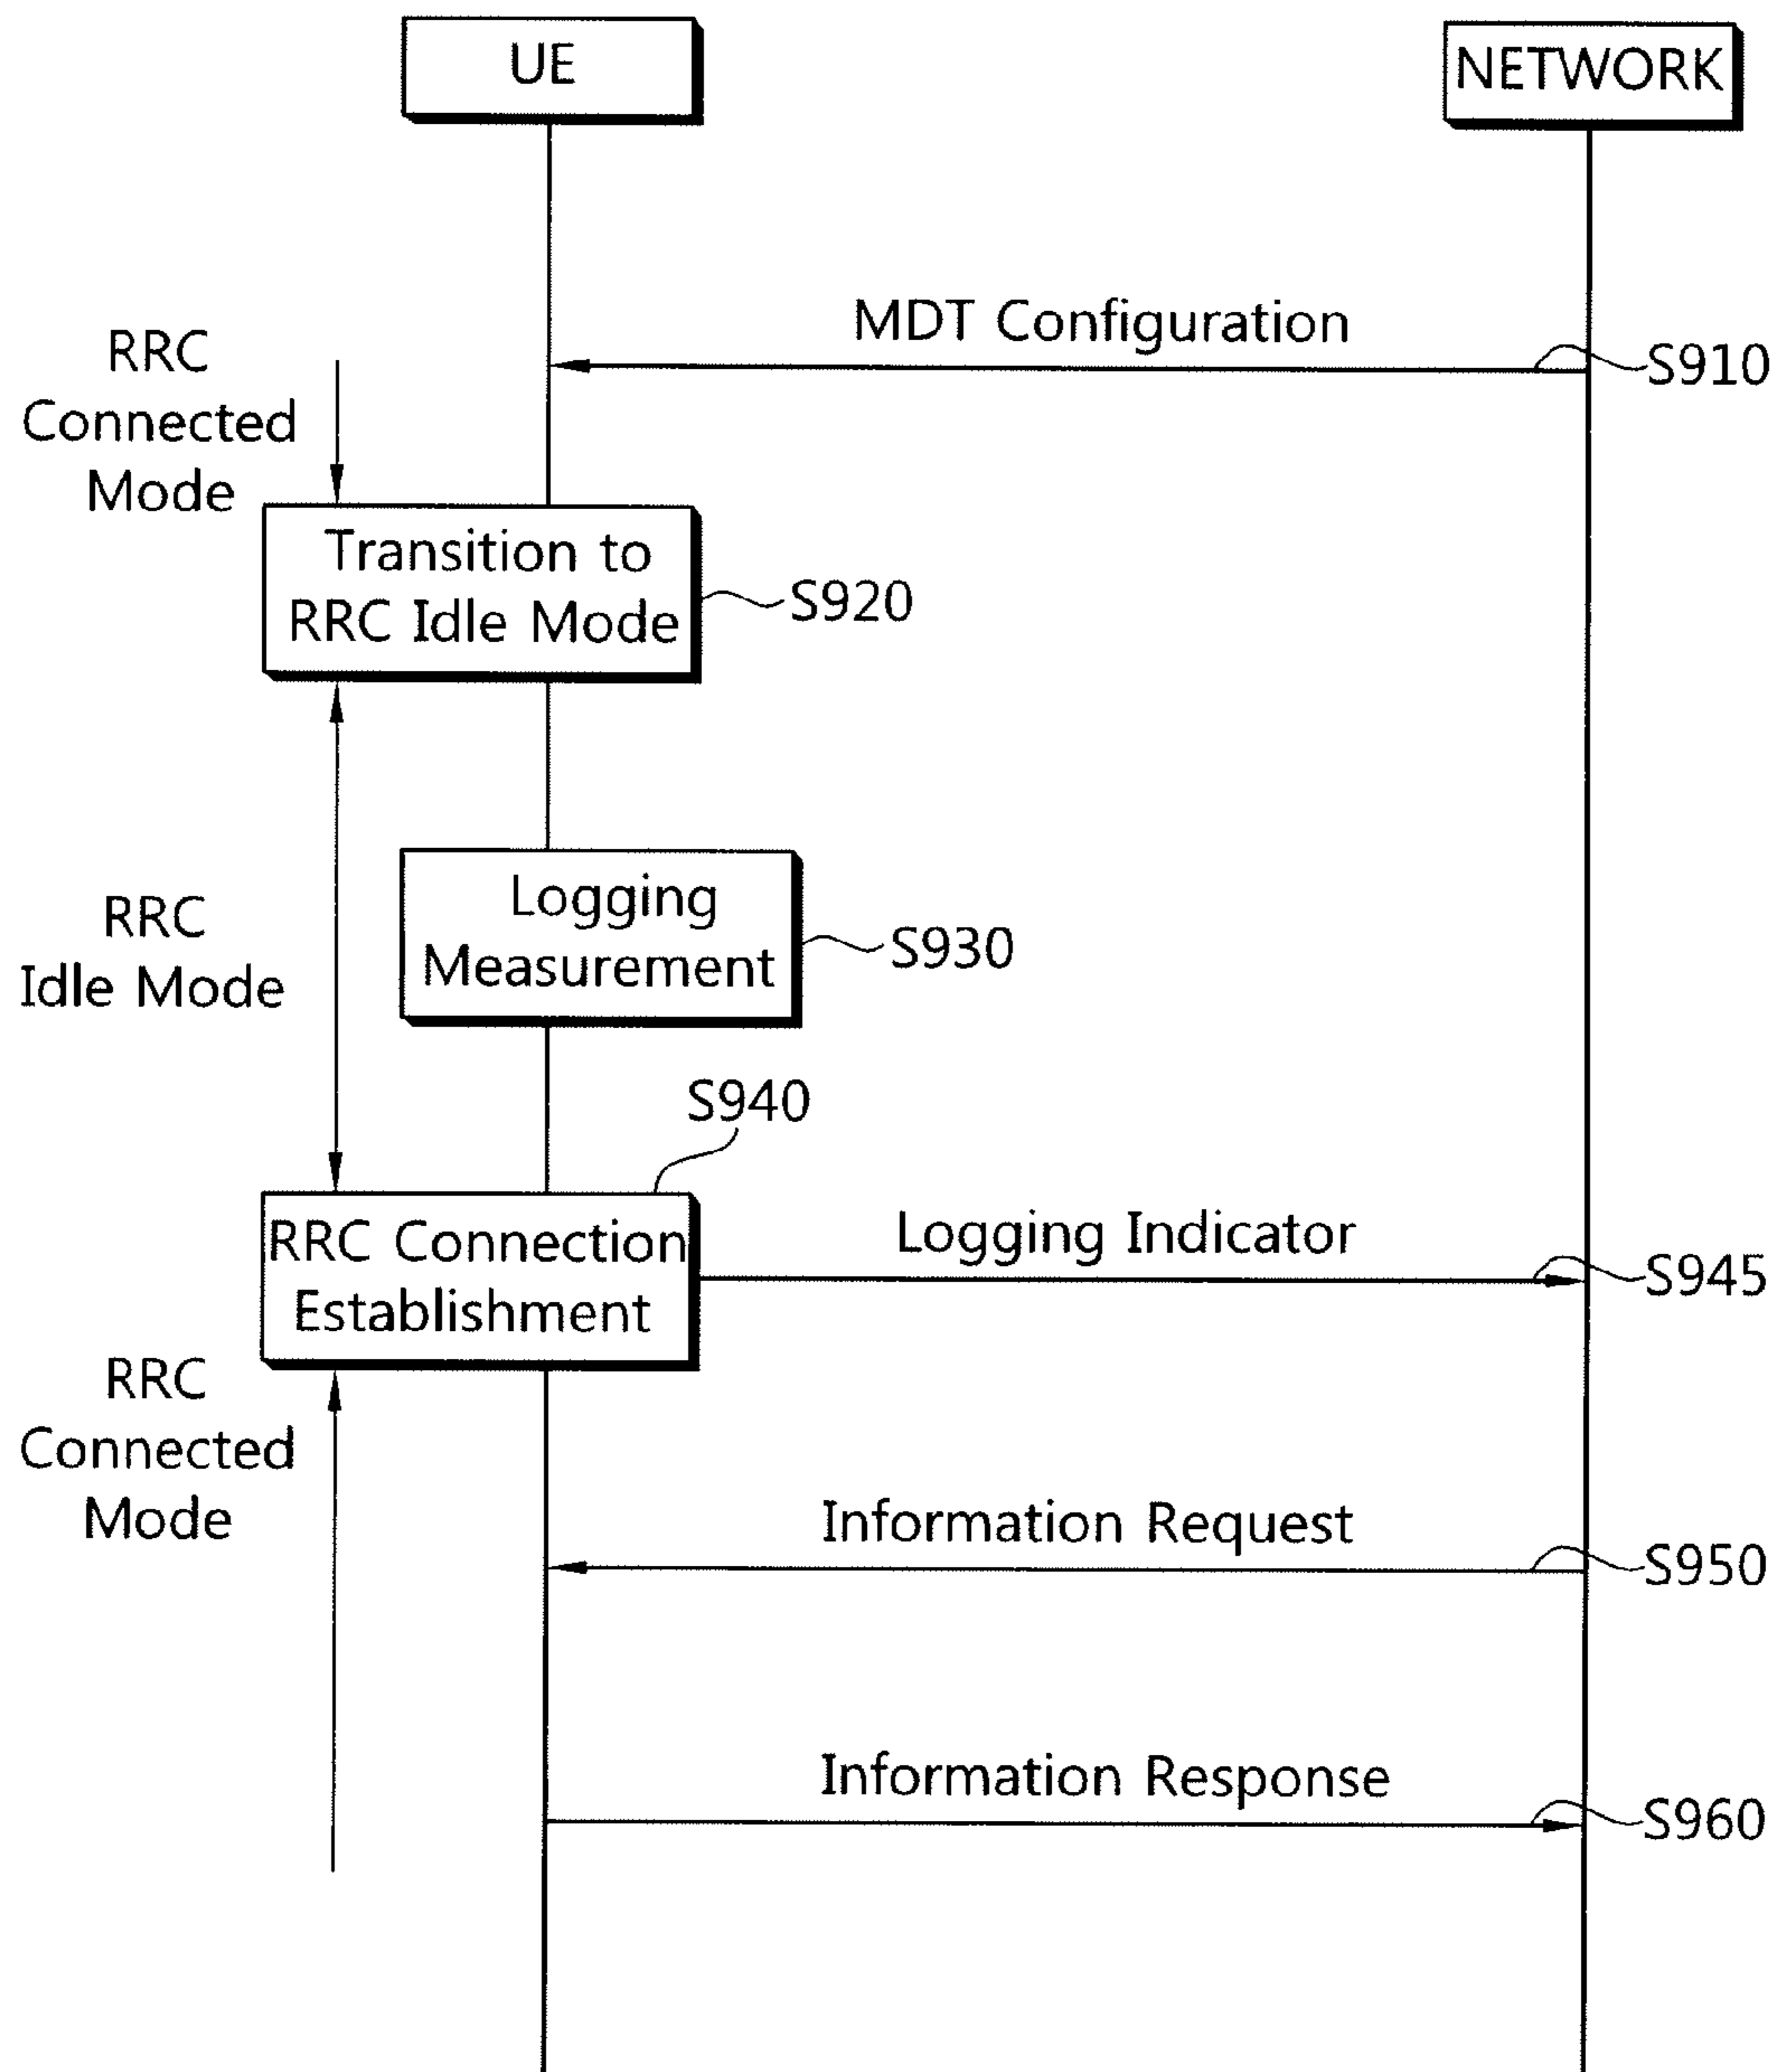 UE
NETWORK
MDT Configuration
S910
RRC
Connected
Mode
Transition to
RRC Idle Mode
S920
RRC
Idle Mode
Logging
Measurement
S930
S940
RRC Connection
Establishment
Logging Indicator
S945
RRC
Connected
Mode
Information Request
S950
Information Response
S960